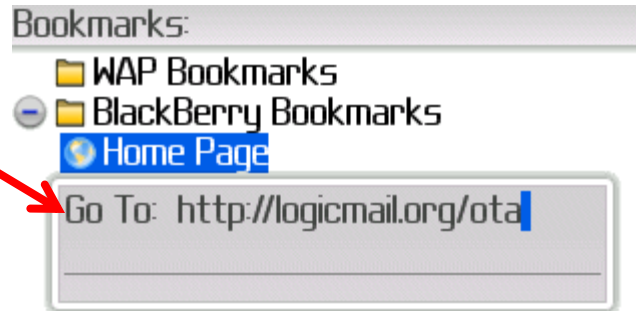 Bookmarks:
WAP Bookmarks
BlackBerry Bookmarks
Home Page
Go To: http://logicmail.org/ota